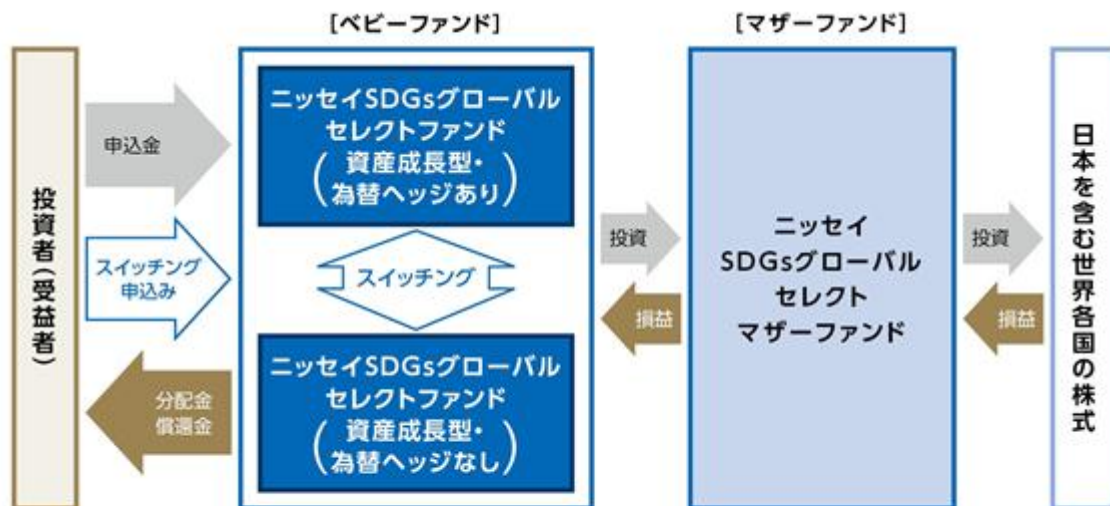 ［ベビーファンド］
［マザーファンド］
投資者（受益者）
申込金
スイッチング
申込み
分配金
償還金
ニッセイSDGsグローバル
セレクトファンド
（資産成長型・
為替ヘッジあり）
スイッチング
ニッセイSDGsグローバル
セレクトファンド
（資産成長型・
為替ヘッジなし）
投資
損益
ニッセイ
SDGsグローバル
セレクト
マザーファンド
投資
損益
日本を含む世界各国の株式